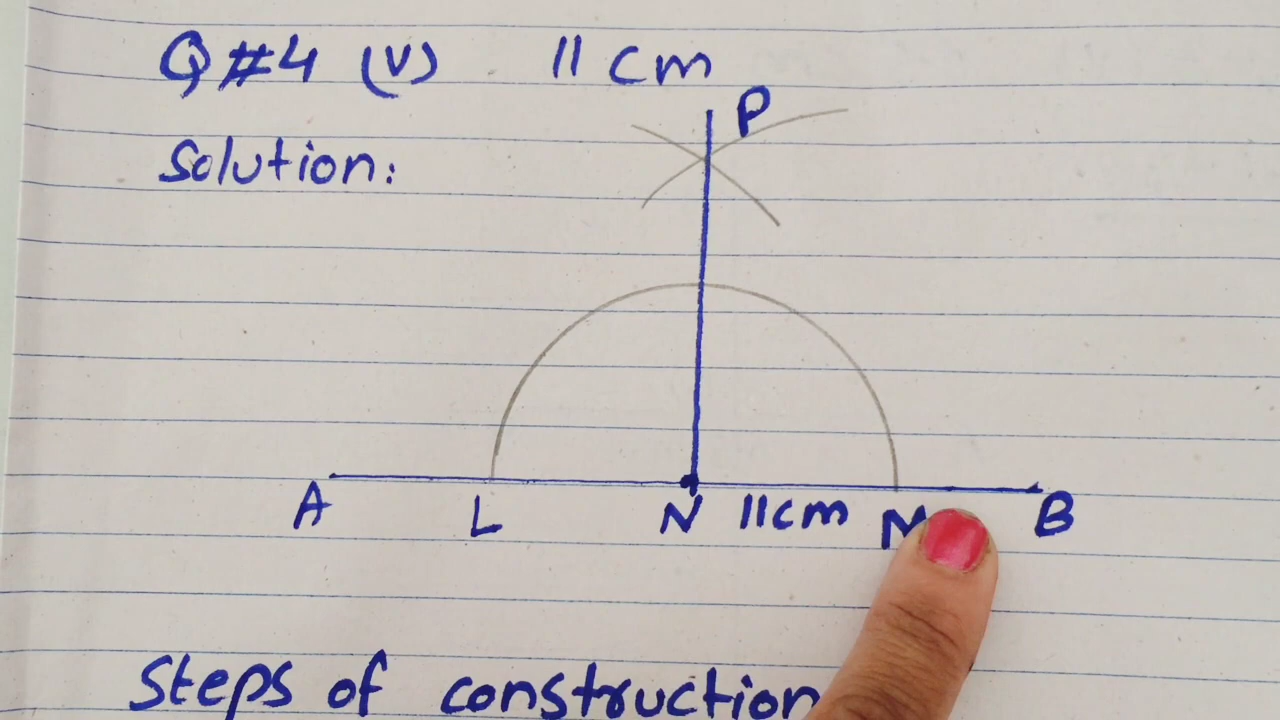 Q#4 (v) 11 cm
P
Solution:
A L N 11cm M B
Steps of construction